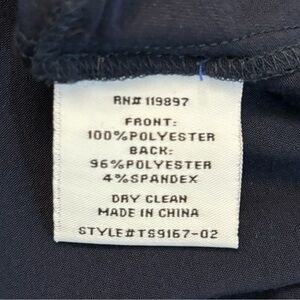 RN# 119897
FRONT:
100%POLYESTER
BACK:
96%POLYESTER
4%SPANDEX
DRY CLEAN
MADE IN CHINA
STYLE#TS9167-02